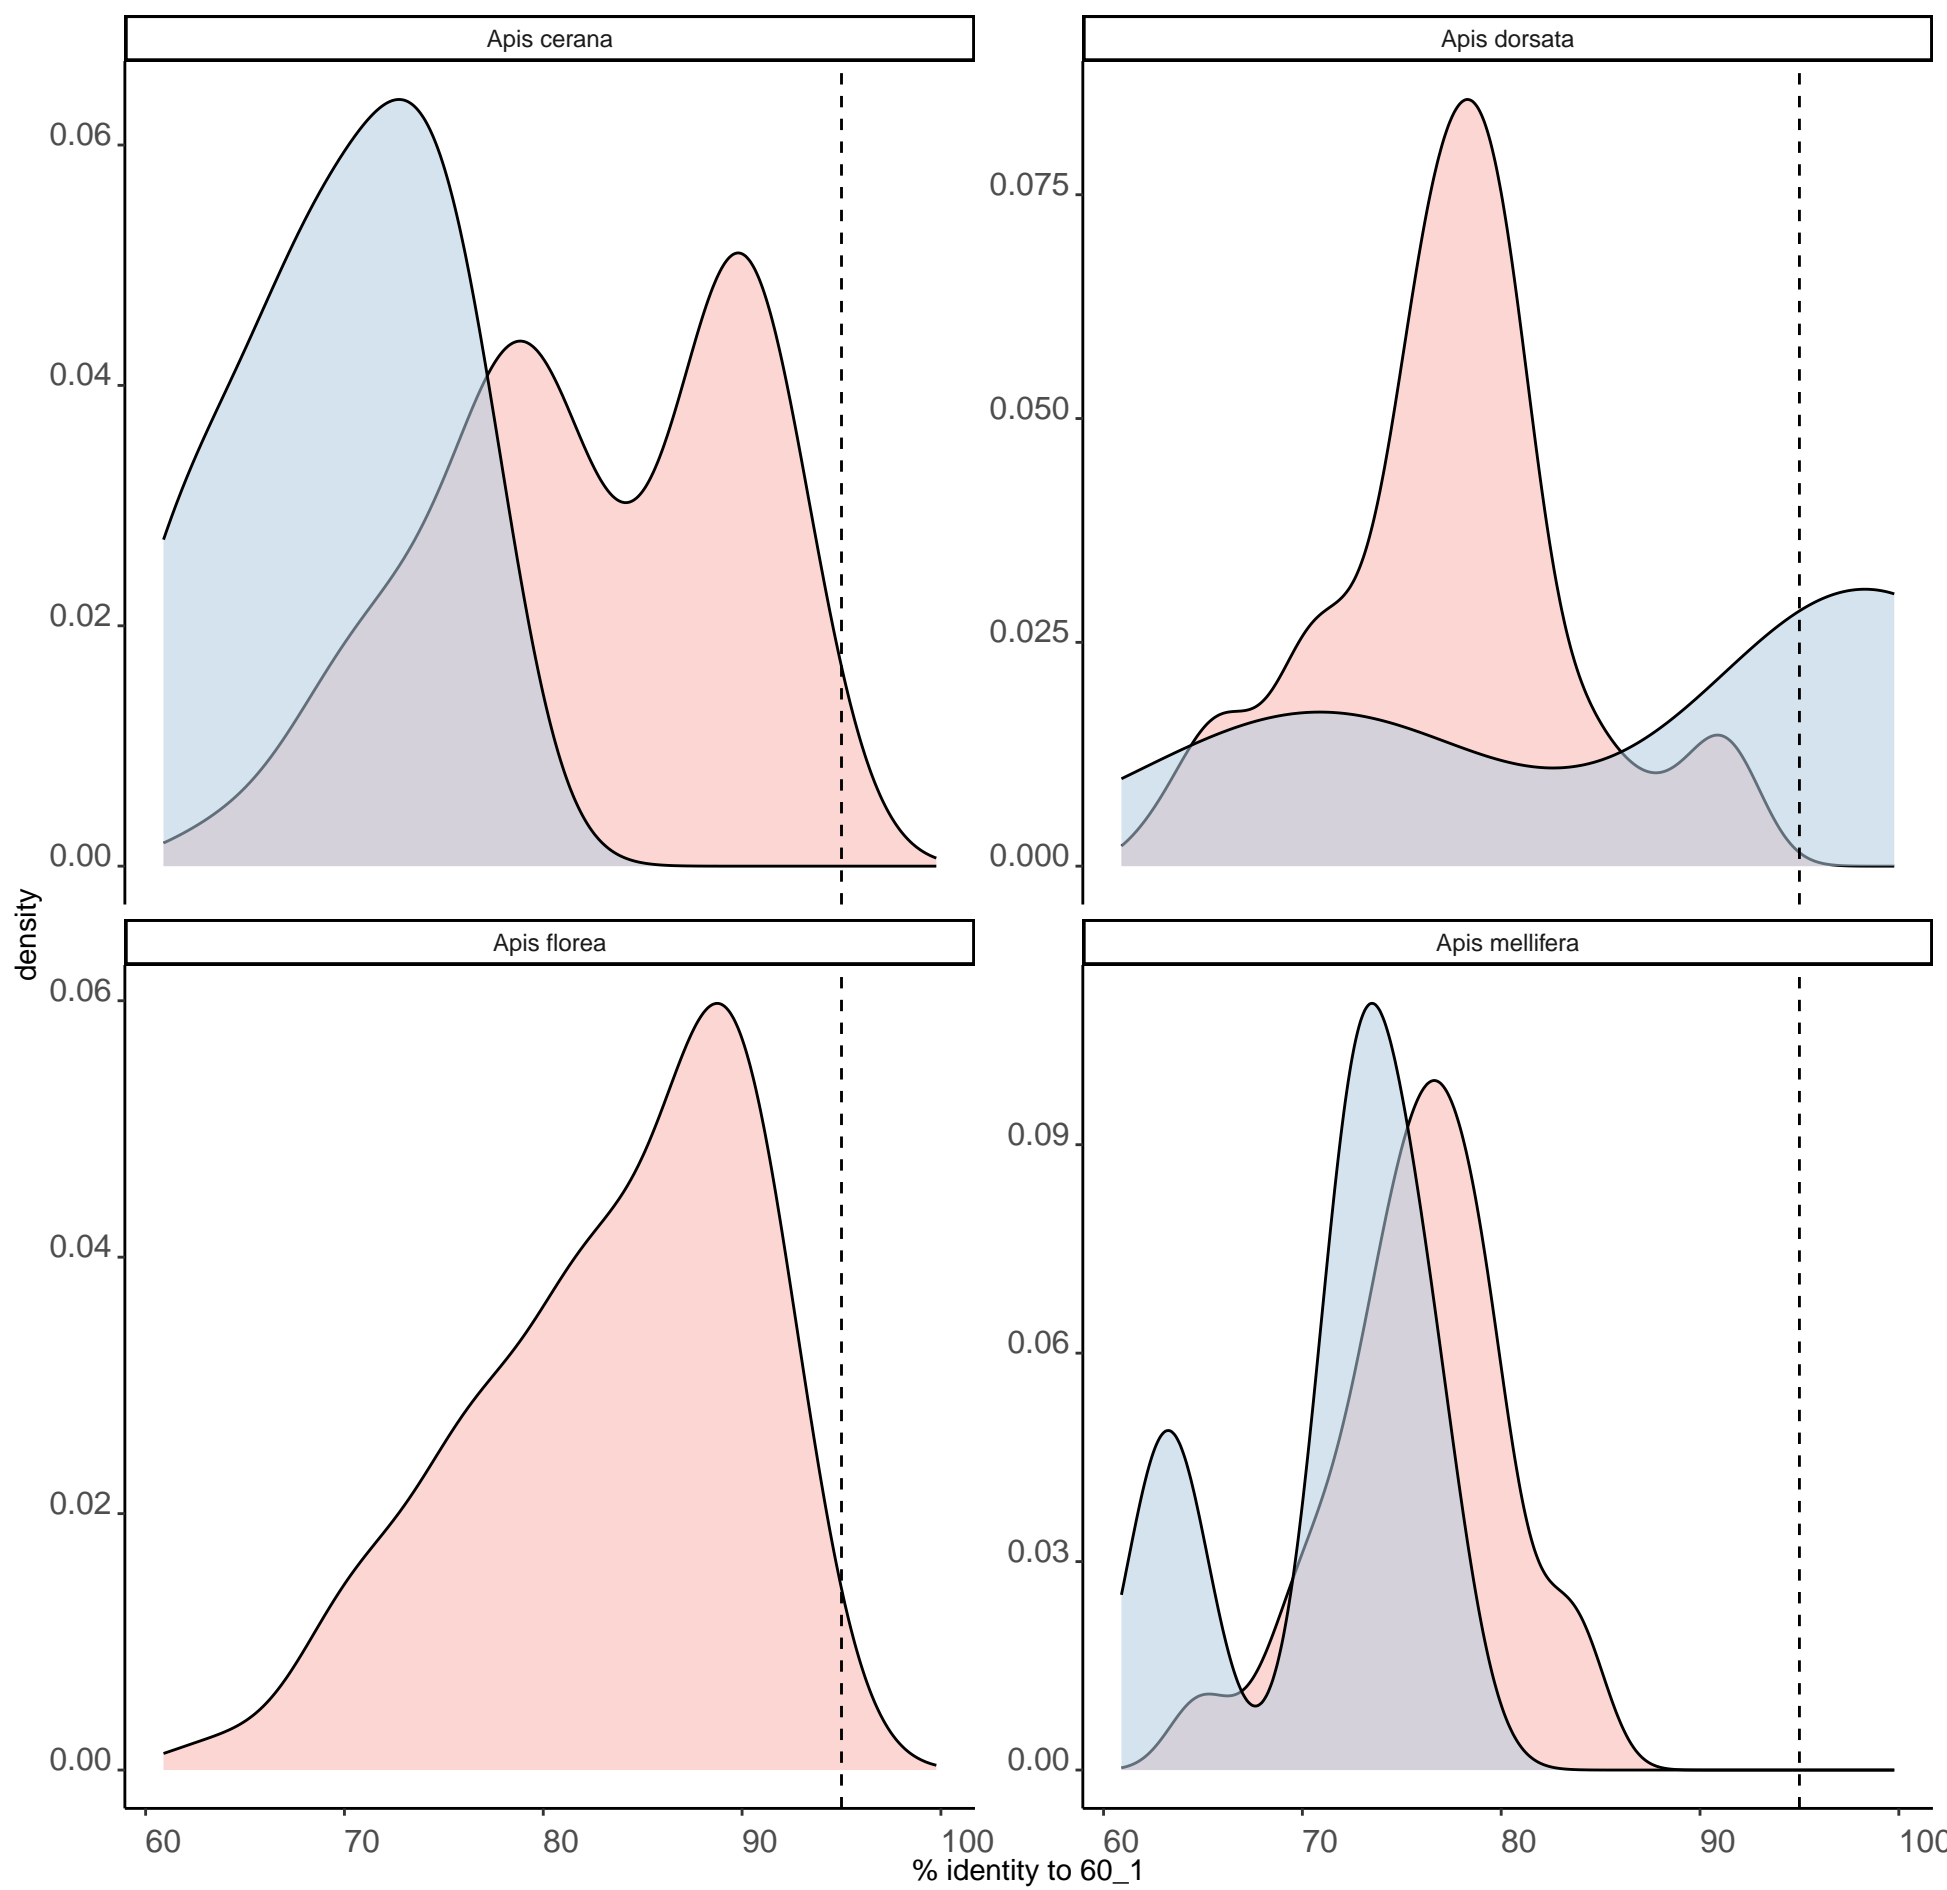 Apis cerana
Apis dorsata
0.06
0.04
0.02
0.00
0.075
0.050
0.025
0.000
density
Apis florea
Apis mellifera
0.06
0.04
0.02
0.00
0.09
0.06
0.03
0.00
60 70 80 90 100
60 70 80 90 100
% identity to 60_1